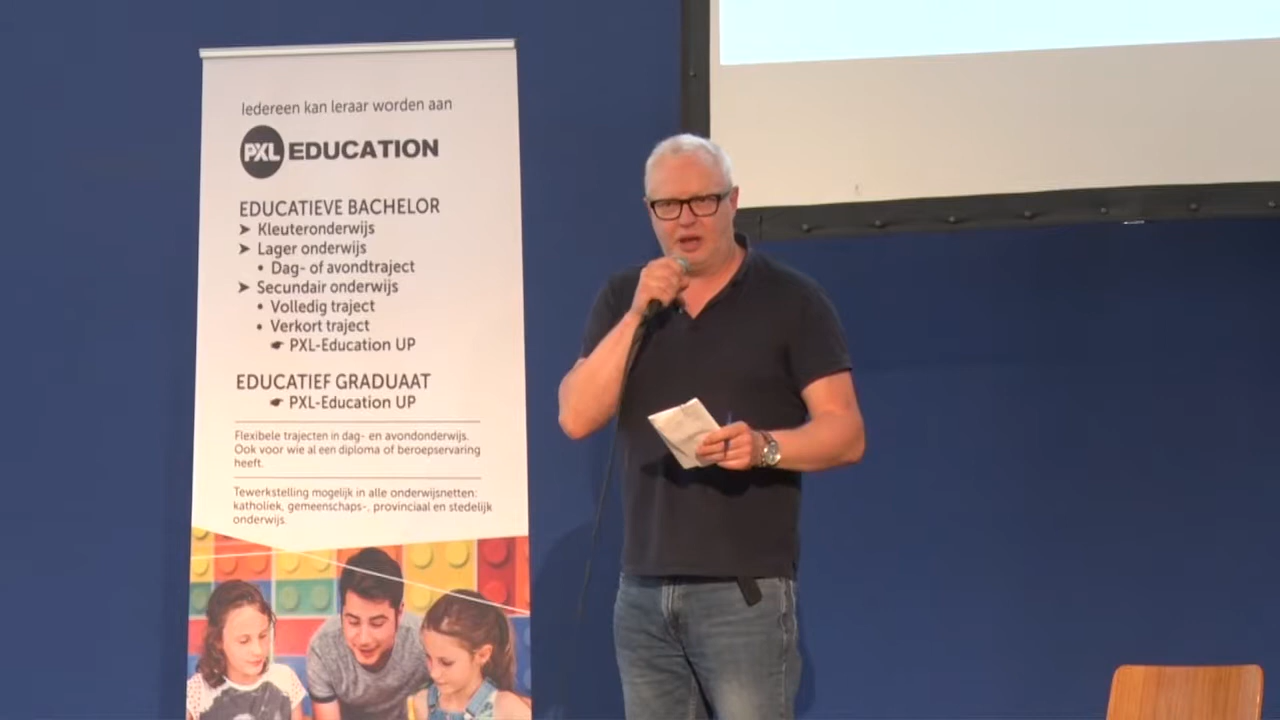 Iedereen kan leraar worden aan
PXL EDUCATION
EDUCATIEVE BACHELOR
➤ Kleuteronderwijs
➤ Lager onderwijs
• Dag- of avondtraject
➤ Secundair onderwijs
• Volledig traject
• Verkort traject
☛ PXL-Education UP
EDUCATIEF GRADUAAT
☛ PXL-Education UP
Flexibele trajecten in dag- en avondonderwijs.
Ook voor wie al een diploma of beroepservaring
heeft.
Tewerkstelling mogelijk in alle onderwijsnetten:
katholiek, gemeenschaps-, provinciaal en stedelijk
onderwijs.